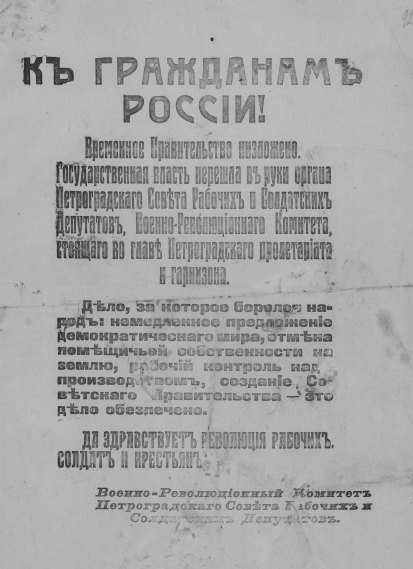 КЪ ГРАЖДАНАМЪ
РОССІИ!
Временное Правительство низложено.
Государственная власть перешла въ руки органа
Петроградскаго Совѣта Рабочихъ и Солдатскихъ
Депутатовъ, Военно-Революціоннаго Комитета,
стоящаго во главѣ Петроградскаго пролетаріата
и гарнизона.
Дѣло, за которое боролся на-
родъ: немедленное предложеніе
демократическаго мира, отмѣна
помѣщичьей собственности на
землю, рабочій контроль надъ
производствомъ, созданіе Со-
вѣтскаго Правительства — это
дѣло обезпечено.
ДА ЗДРАВСТВУЕТЪ РЕВОЛЮЦІЯ РАБОЧИХЪ,
СОЛДАТЪ И КРЕСТЬЯНЪ!
Военно-Революціонный Комитетъ
Петроградскаго Совѣта Рабочихъ и
Солдатскихъ Депутатовъ.